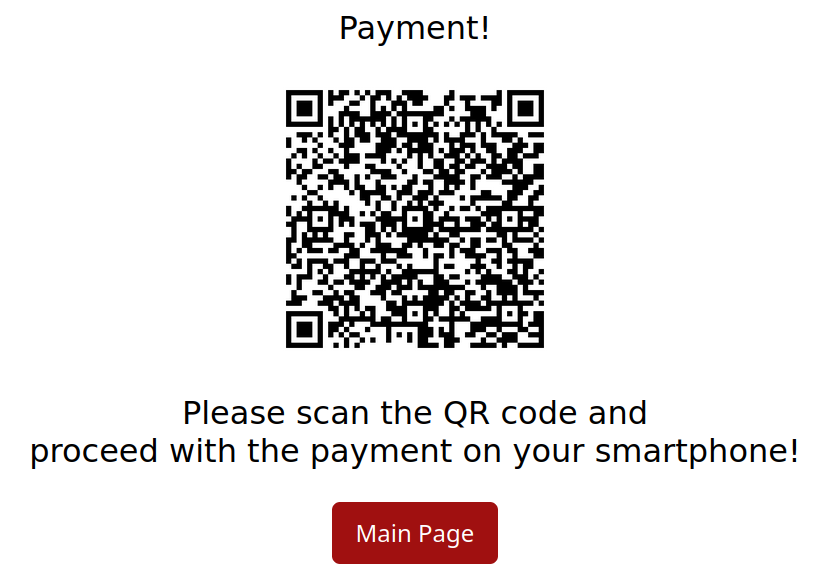 Payment!
Please scan the QR code and
proceed with the payment on your smartphone!
Main Page